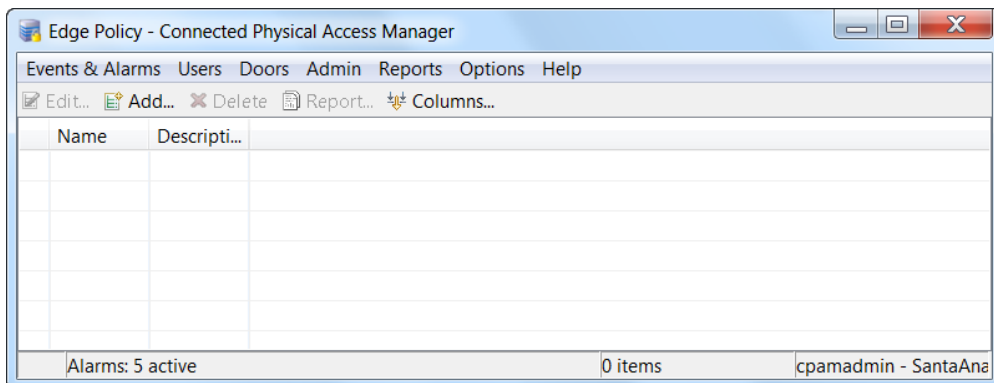 Edge Policy - Connected Physical Access Manager
Events & Alarms Users Doors Admin Reports Options Help
Edit... Add... Delete Report... Columns...
Name Descripti...
Alarms: 5 active 0 items cpamadmin - SantaAna